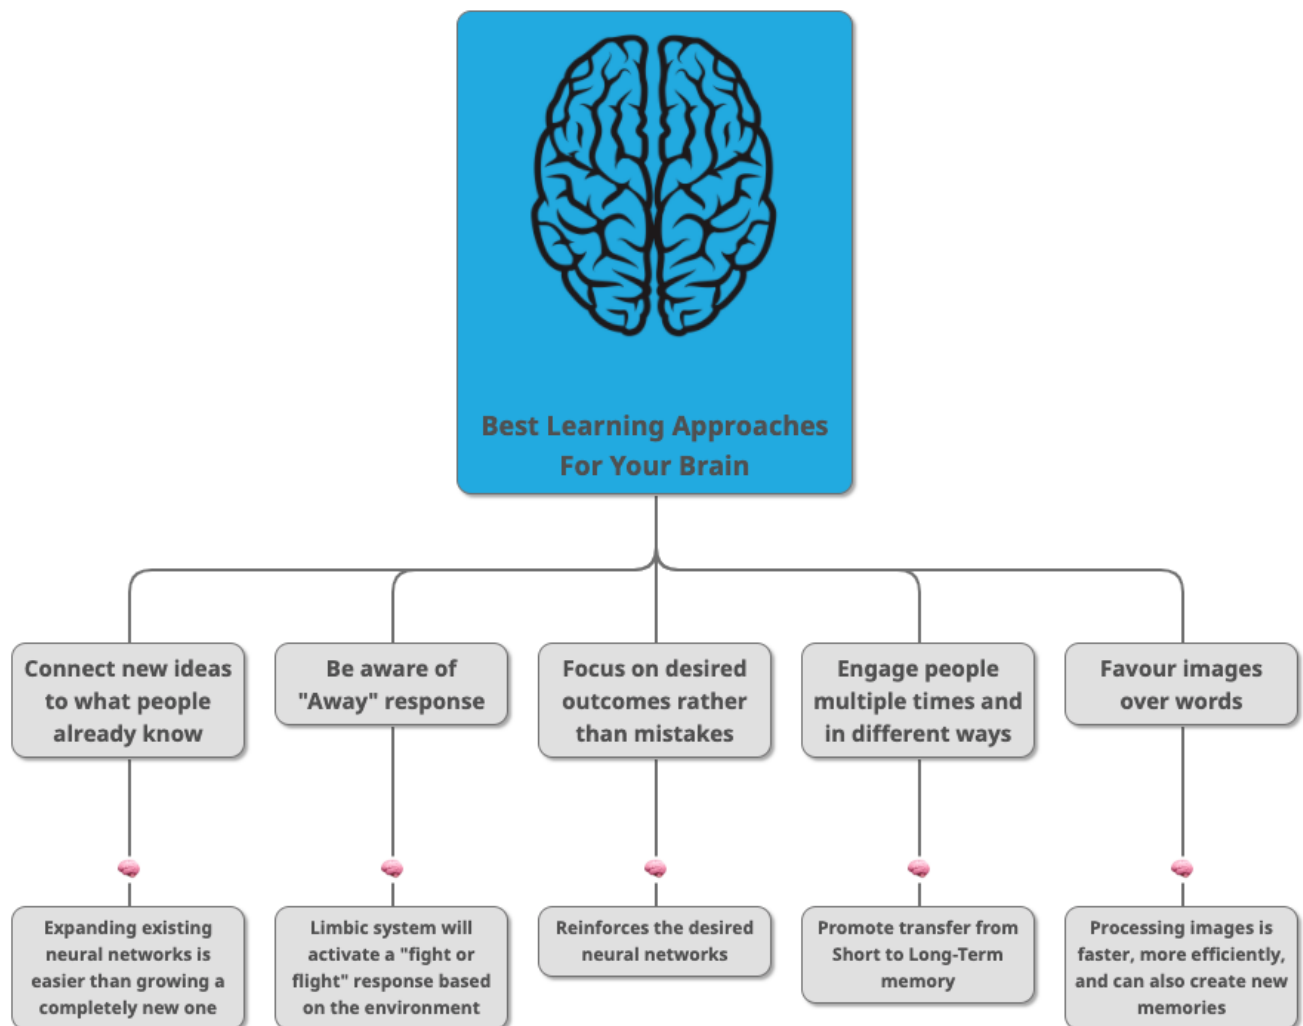 Best Learning Approaches
For Your Brain
Connect new ideas
to what people
already know
Be aware of
"Away" response
Focus on desired
outcomes rather
than mistakes
Engage people
multiple times and
in different ways
Favour images
over words
Expanding existing
neural networks is
easier than growing a
completely new one
Limbic system will
activate a "fight or
flight" response based
on the environment
Reinforces the desired
neural networks
Promote transfer from
Short to Long-Term
memory
Processing images is
faster, more efficiently,
and can also create new
memories